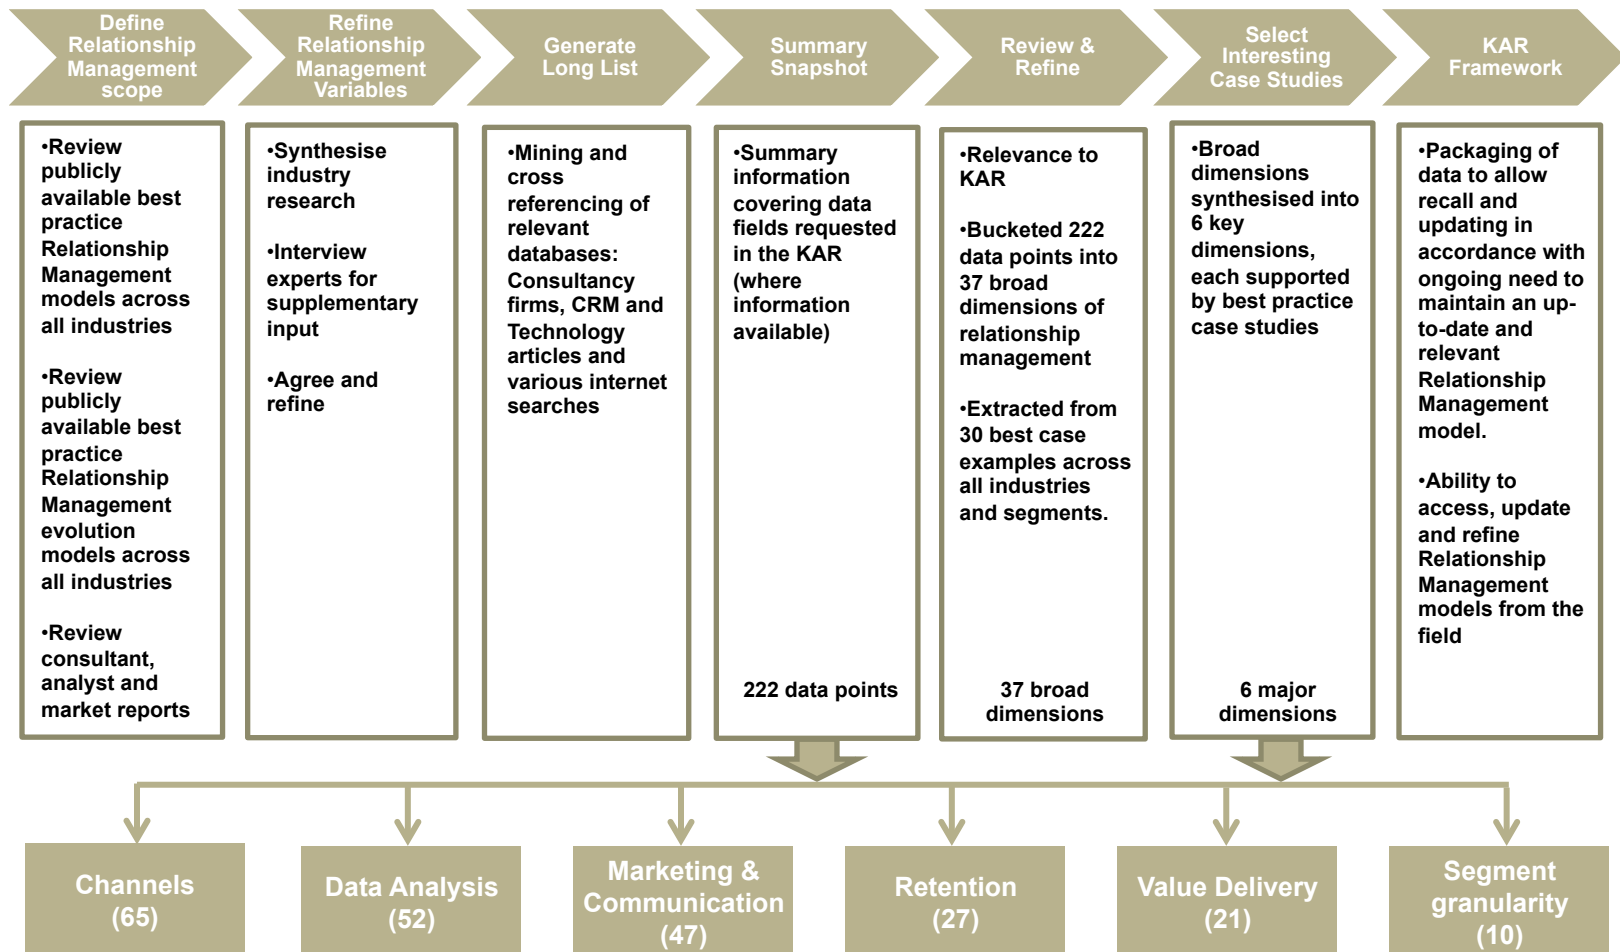 Define
Relationship
Management
scope
Refine
Relationship
Management
Variables
Generate
Long List
Summary
Snapshot
Review &
Refine
Select
Interesting
Case Studies
KAR
Framework
•Review
publicly
available best
practice
Relationship
Management
models across
all industries
•Review
publicly
available best
practice
Relationship
Management
evolution
models across
all industries
•Review
consultant,
analyst and
market reports
•Synthesise
industry
research
•Interview
experts for
supplementary
input
•Agree and
refine
•Mining and
cross
referencing of
relevant
databases:
Consultancy
firms, CRM and
Technology
articles and
various internet
searches
•Summary
information
covering data
fields requested
in the KAR
(where
information
available)
222 data points
•Relevance to
KAR
•Bucketed 222
data points into
37 broad
dimensions of
relationship
management
•Extracted from
30 best case
examples across
all industries
and segments.
37 broad
dimensions
•Broad
dimensions
synthesised into
6 key
dimensions,
each supported
by best practice
case studies
6 major
dimensions
•Packaging of
data to allow
recall and
updating in
accordance with
ongoing need to
maintain an up-
to-date and
relevant
Relationship
Management
model.
•Ability to
access, update
and refine
Relationship
Management
models from the
field
Channels
(65)
Data Analysis
(52)
Marketing &
Communication
(47)
Retention
(27)
Value Delivery
(21)
Segment
granularity
(10)